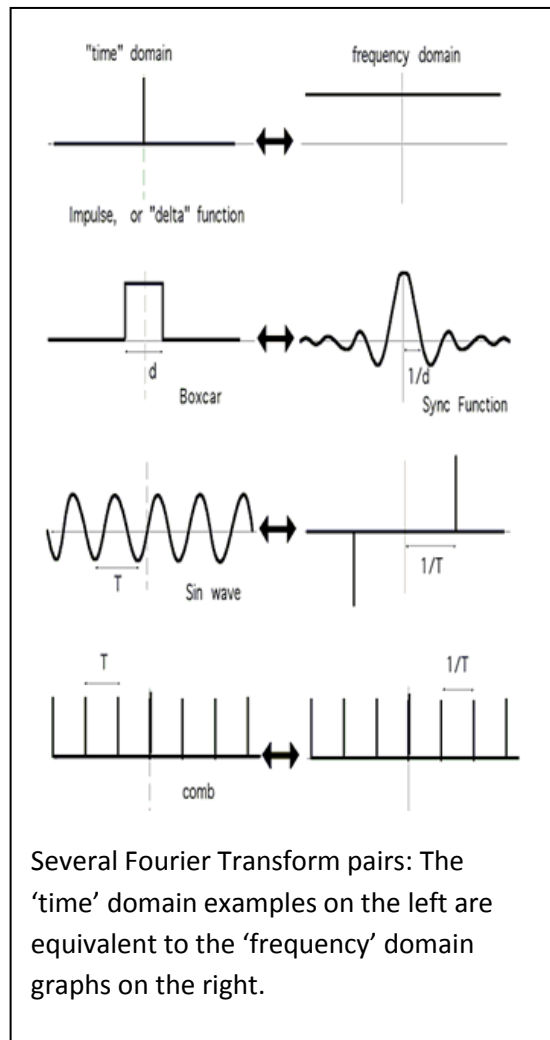 "time" domain
frequency domain
Impulse, or "delta" function
d
1/d
Boxcar
Sync Function
T
1/T
Sin wave
T
1/T
comb
Several Fourier Transform pairs: The
‘time’ domain examples on the left are
equivalent to the ‘frequency’ domain
graphs on the right.